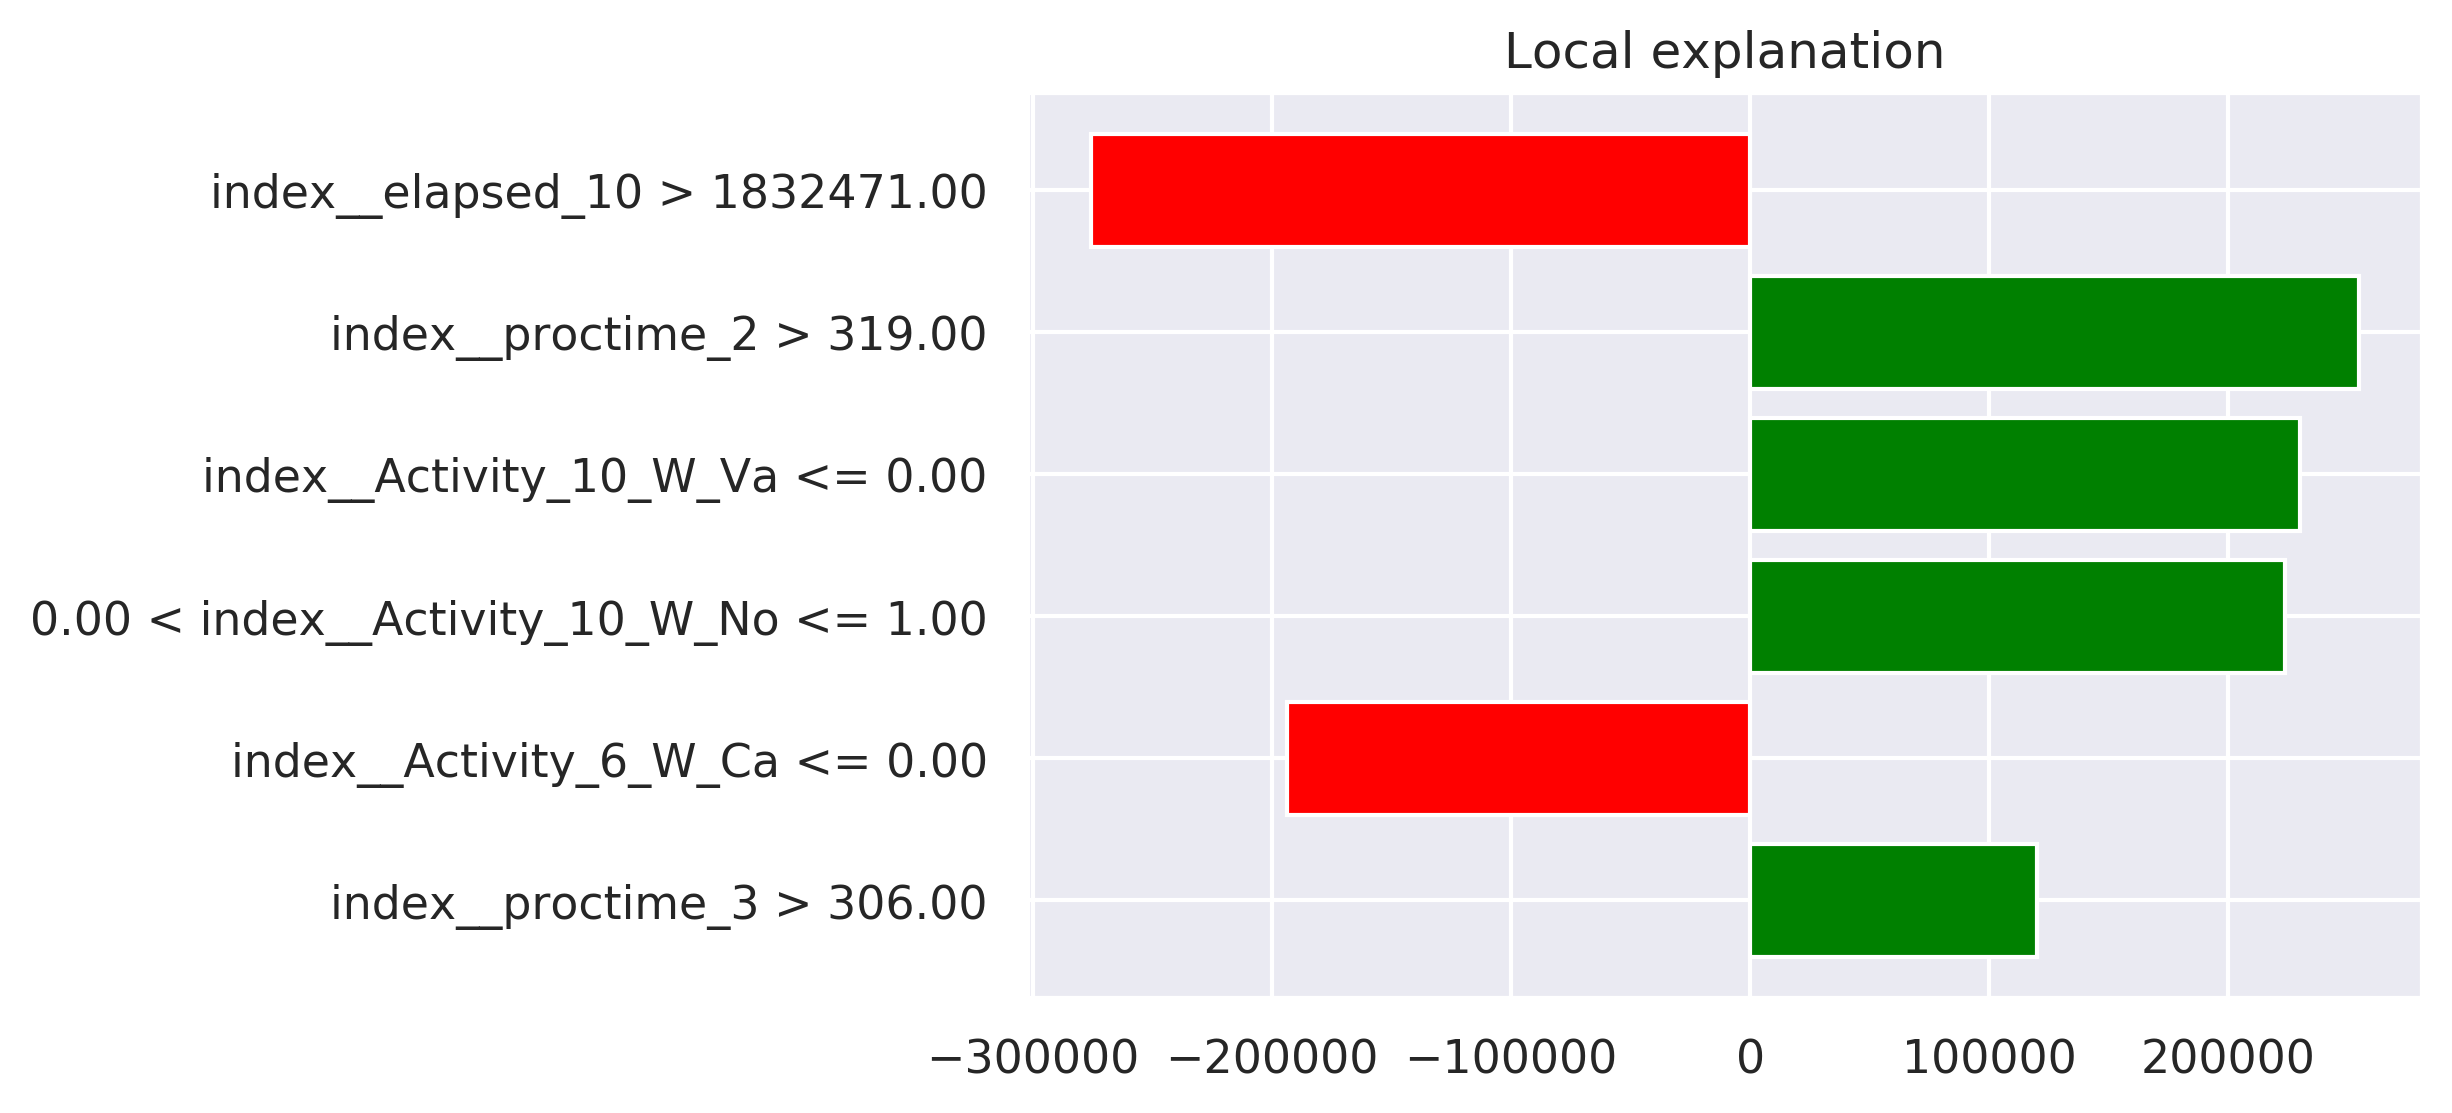 Local explanation
index__elapsed_10 > 1832471.00
index__proctime_2 > 319.00
index__Activity_10_W_Va <= 0.00
0.00 < index__Activity_10_W_No <= 1.00
index__Activity_6_W_Ca <= 0.00
index__proctime_3 > 306.00
−300000 −200000 −100000 0 100000 200000